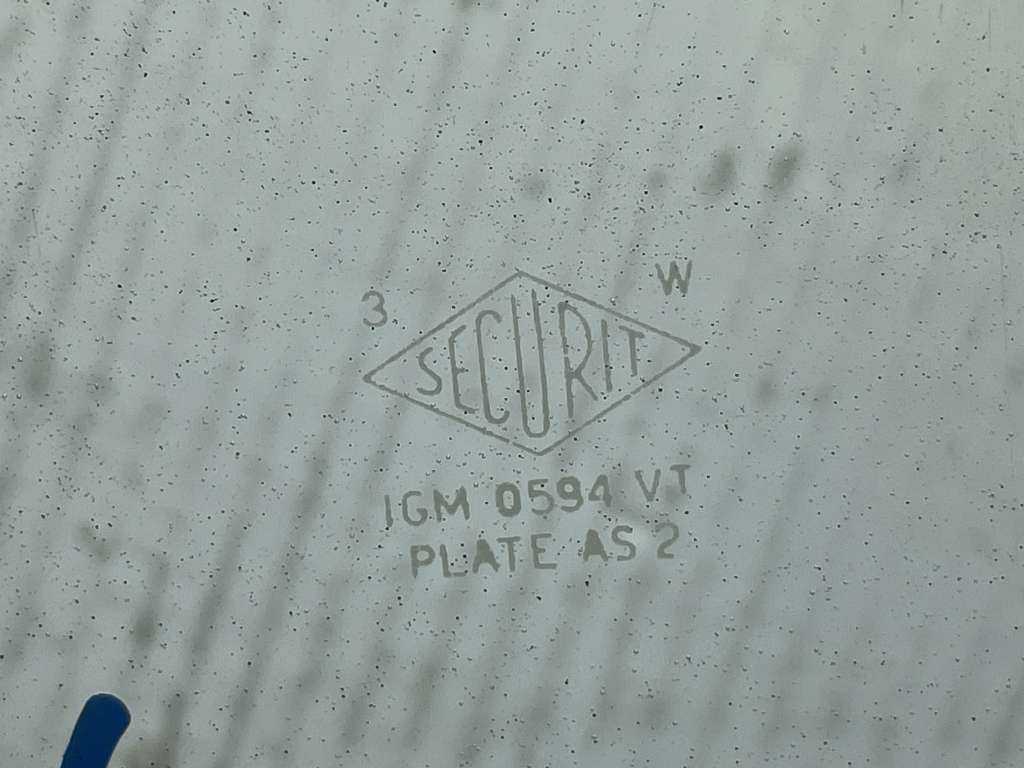 3 W
SECURIT
IGM 0594 VT
PLATE AS 2